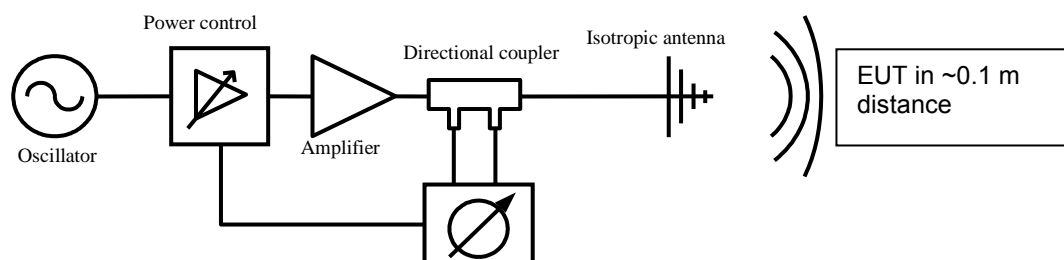 Power control
Directional coupler
Isotropic antenna
EUT in ~0.1 m
distance
Oscillator
Amplifier